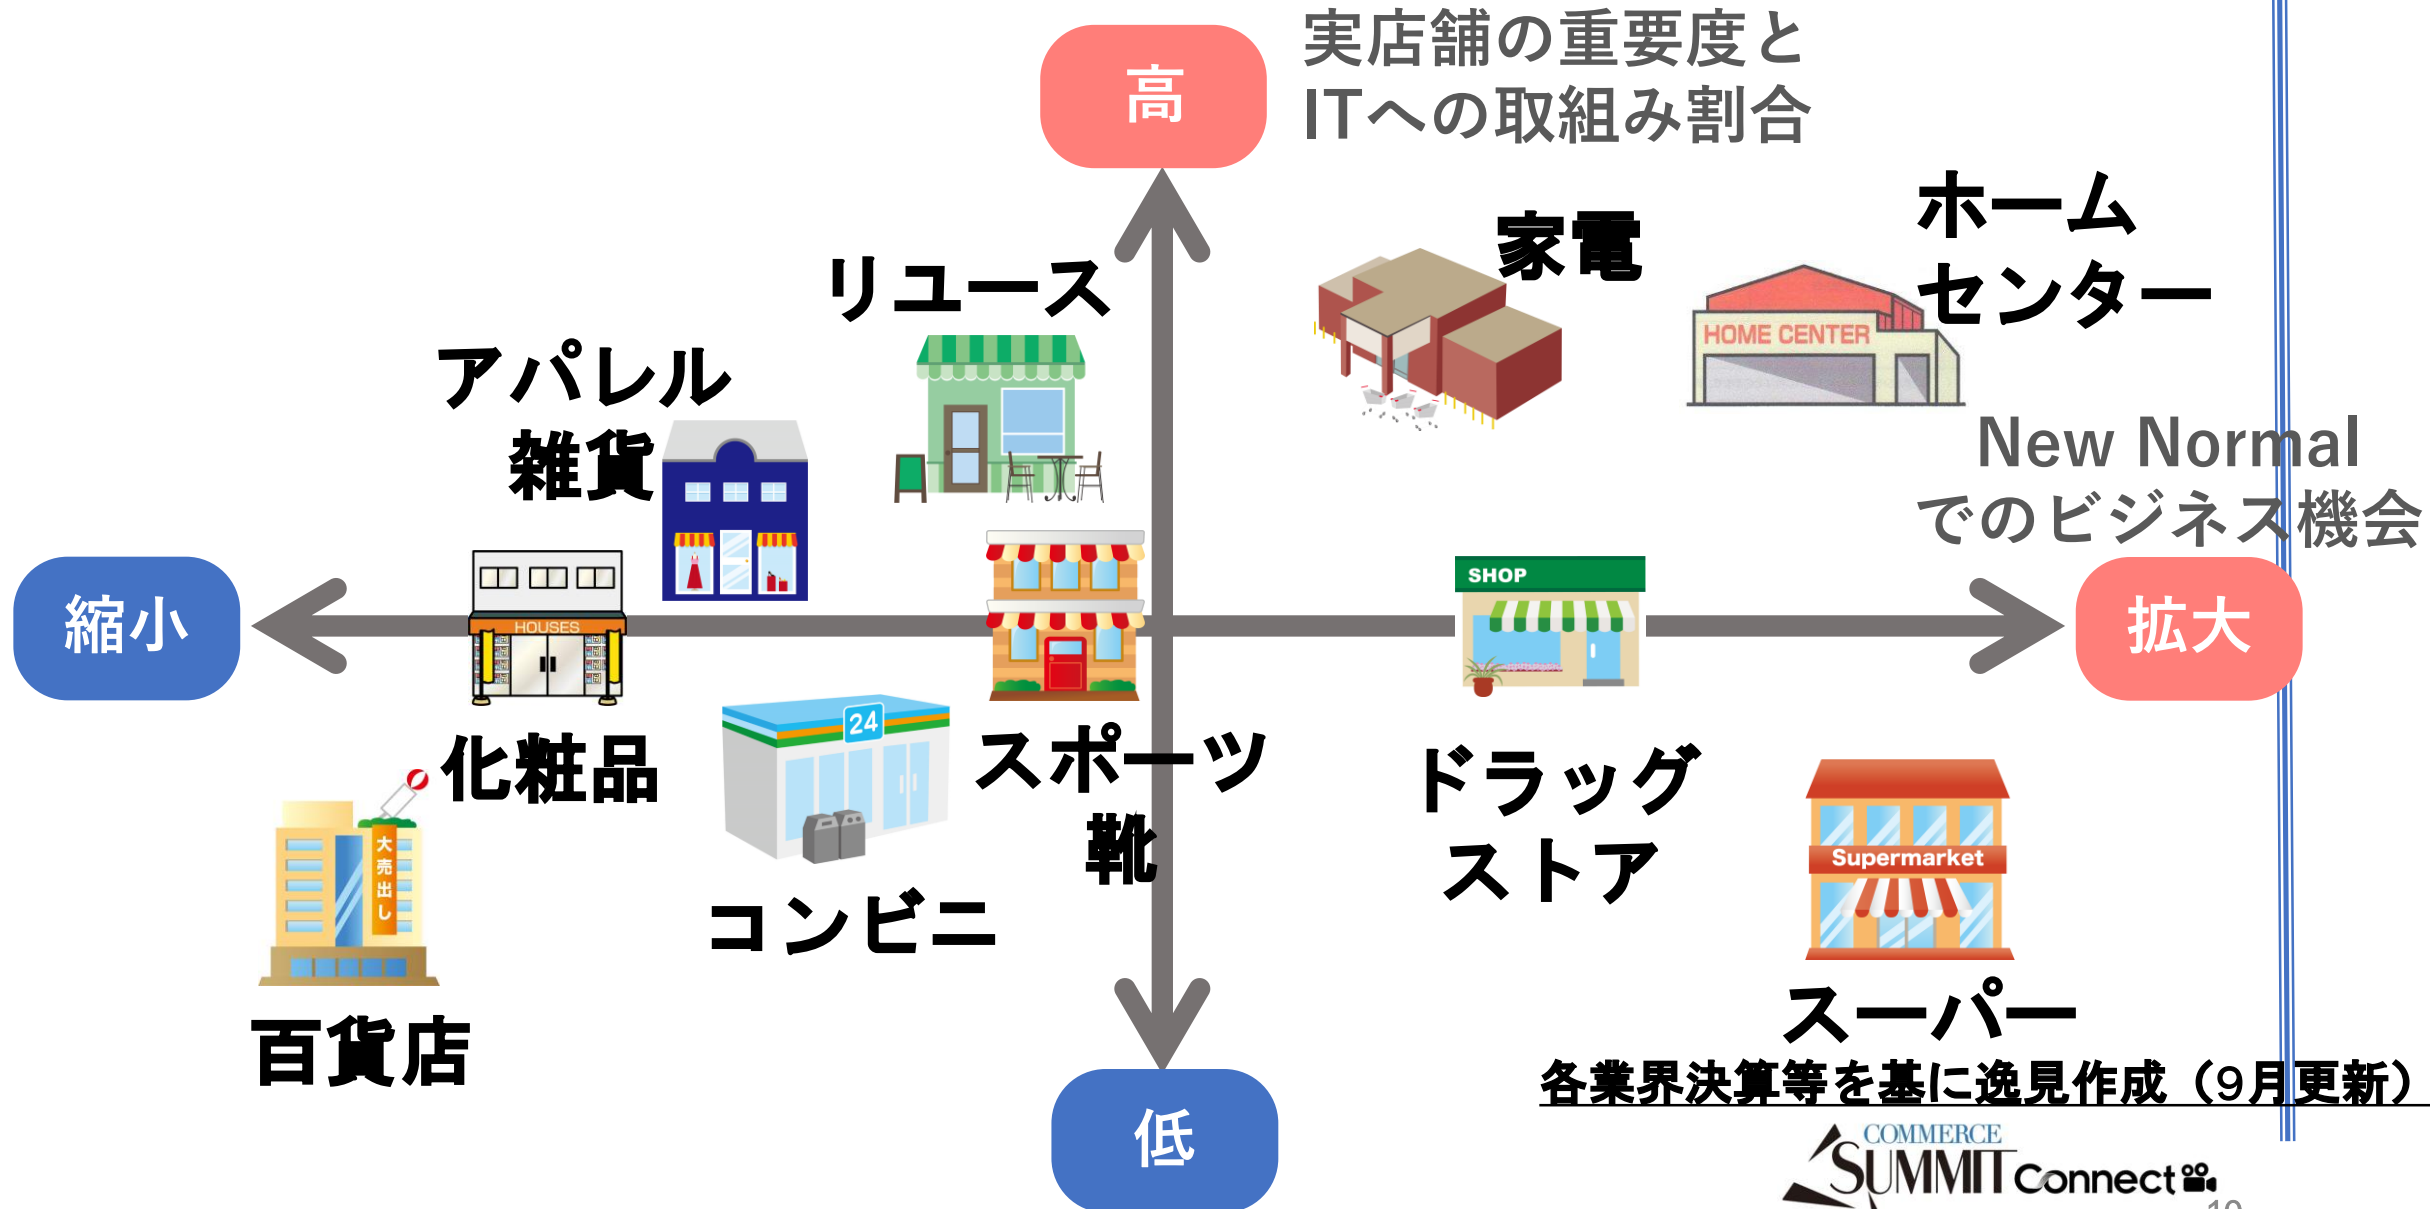 実店舗の重要度と
ITへの取組み割合
高
家電
ホーム
センター
リユース
HOME CENTER
アパレル
雑貨
New Normal
でのビジネス機会
SHOP
縮小
拡大
HOUSES
24
化粧品
スポーツ
靴
ドラッグ
ストア
大売出し
Supermarket
コンビニ
百貨店
スーパー
各業界決算等を基に逸見作成（9月更新）
低
COMMERCE
SUMMIT Connect